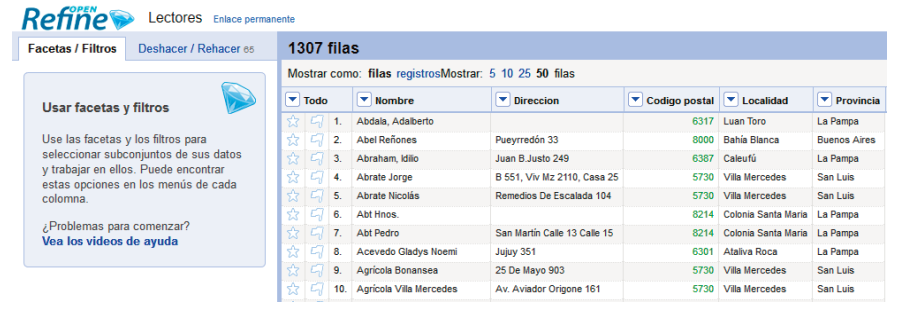 OPEN
Refine Lectores Enlace permanente
Facetas / Filtros Deshacer / Rehacer 66 1307 filas
Mostrar como: filas registrosMostrar: 5 10 25 50 filas
Usar facetas y filtros
Use las facetas y los filtros para
seleccionar subconjuntos de sus datos
y trabajar en ellos. Puede encontrar
estas opciones en los menús de cada
colomna.
¿Problemas para comenzar?
Vea los videos de ayuda
Todo Nombre Direccion Codigo postal Localidad Provincia
1. Abdala, Adalberto 6317 Luan Toro La Pampa
2. Abel Reñones Pueyrredón 33 8000 Bahía Blanca Buenos Aires
3. Abraham, Idilio Juan B.Justo 249 6387 Caleufú La Pampa
4. Abrate Jorge B 551, Viv Mz 2110, Casa 25 5730 Villa Mercedes San Luis
5. Abrate Nicolás Remedios De Escalada 104 5730 Villa Mercedes San Luis
6. Abt Hnos. 8214 Colonia Santa Maria La Pampa
7. Abt Pedro San Martín Calle 13 Calle 15 8214 Colonia Santa Maria La Pampa
8. Acevedo Gladys Noemi Jujuy 351 6301 Ataliva Roca La Pampa
9. Agrícola Bonansea 25 De Mayo 903 5730 Villa Mercedes San Luis
10. Agrícola Villa Mercedes Av. Aviador Origone 161 5730 Villa Mercedes San Luis